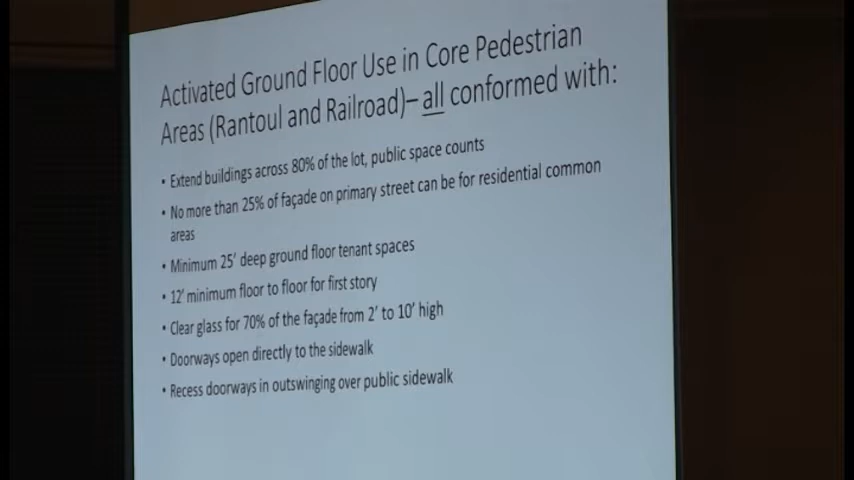 Activated Ground Floor Use in Core Pedestrian
Areas (Rantoul and Railroad)– all conformed with:
• Extend buildings across 80% of the lot, public space counts
• No more than 25% of façade on primary street can be for residential common
areas
• Minimum 25' deep ground floor tenant spaces
• 12' minimum floor to floor for first story
• Clear glass for 70% of the façade from 2' to 10' high
• Doorways open directly to the sidewalk
• Recess doorways in outswinging over public sidewalk